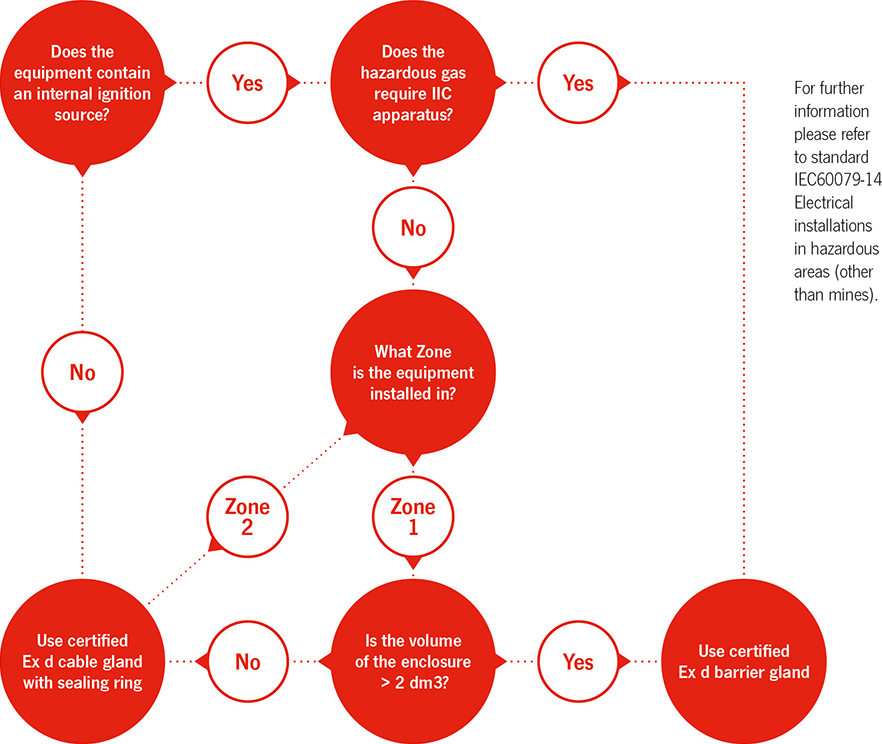 Does the
equipment contain
an internal ignition
source?
Yes
Does the
hazardous gas
require IIC
apparatus?
Yes
For further
information
please refer
to standard
IEC60079-14
Electrical
installations
in hazardous
areas (other
than mines).
No
What Zone
is the equipment
installed in?
No
Zone
2
Zone
1
Use certified
Ex d cable gland
with sealing ring
No
Is the volume
of the enclosure
> 2 dm3?
Yes
Use certified
Ex d barrier gland